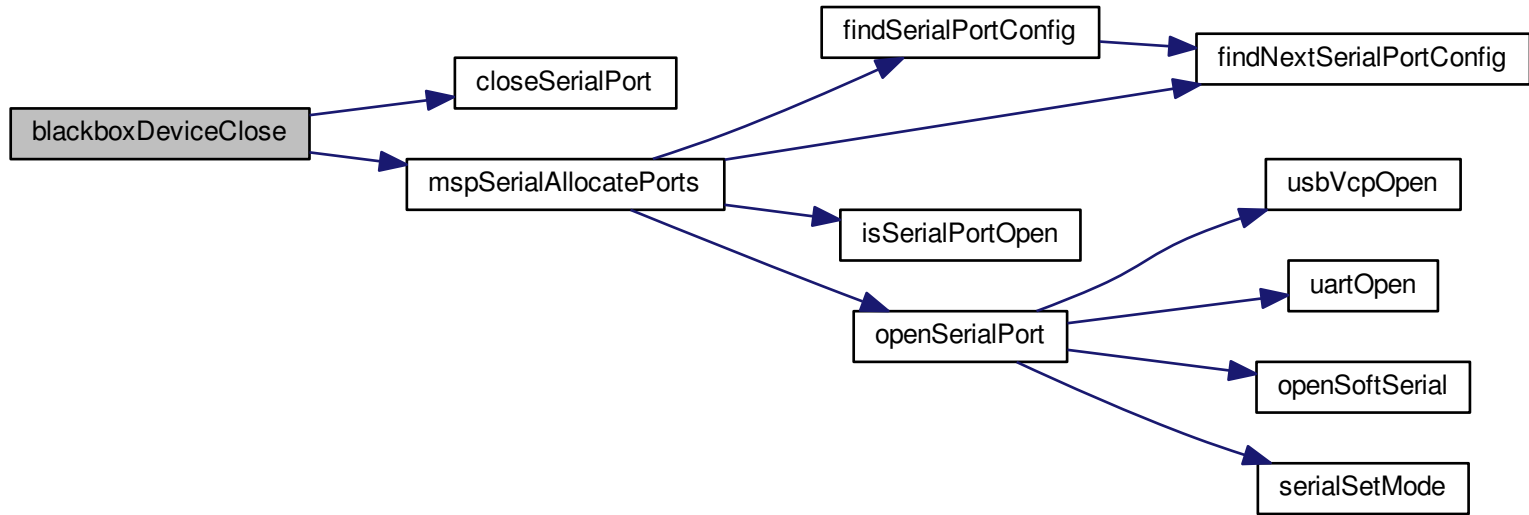 blackboxDeviceClose
closeSerialPort
mspSerialAllocatePorts
findSerialPortConfig
findNextSerialPortConfig
isSerialPortOpen
openSerialPort
usbVcpOpen
uartOpen
openSoftSerial
serialSetMode